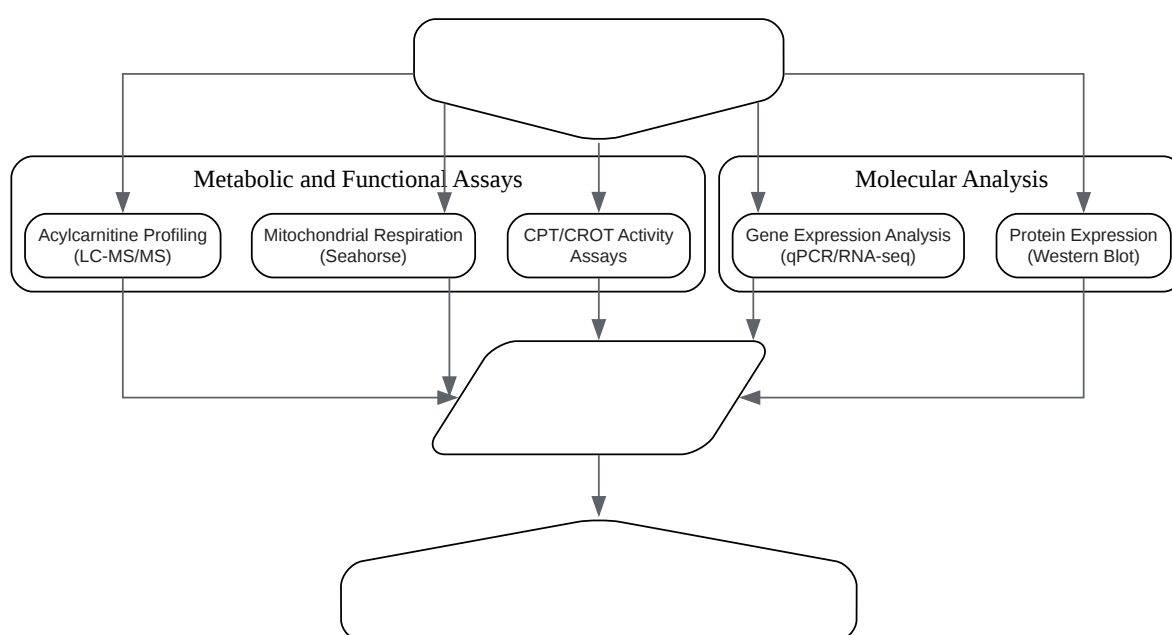 Metabolic and Functional Assays
Molecular Analysis
Acylcarnitine Profiling
(LC-MS/MS)
Mitochondrial Respiration
(Seahorse)
CPT/CROT Activity
Assays
Gene Expression Analysis
(qPCR/RNA-seq)
Protein Expression
(Western Blot)